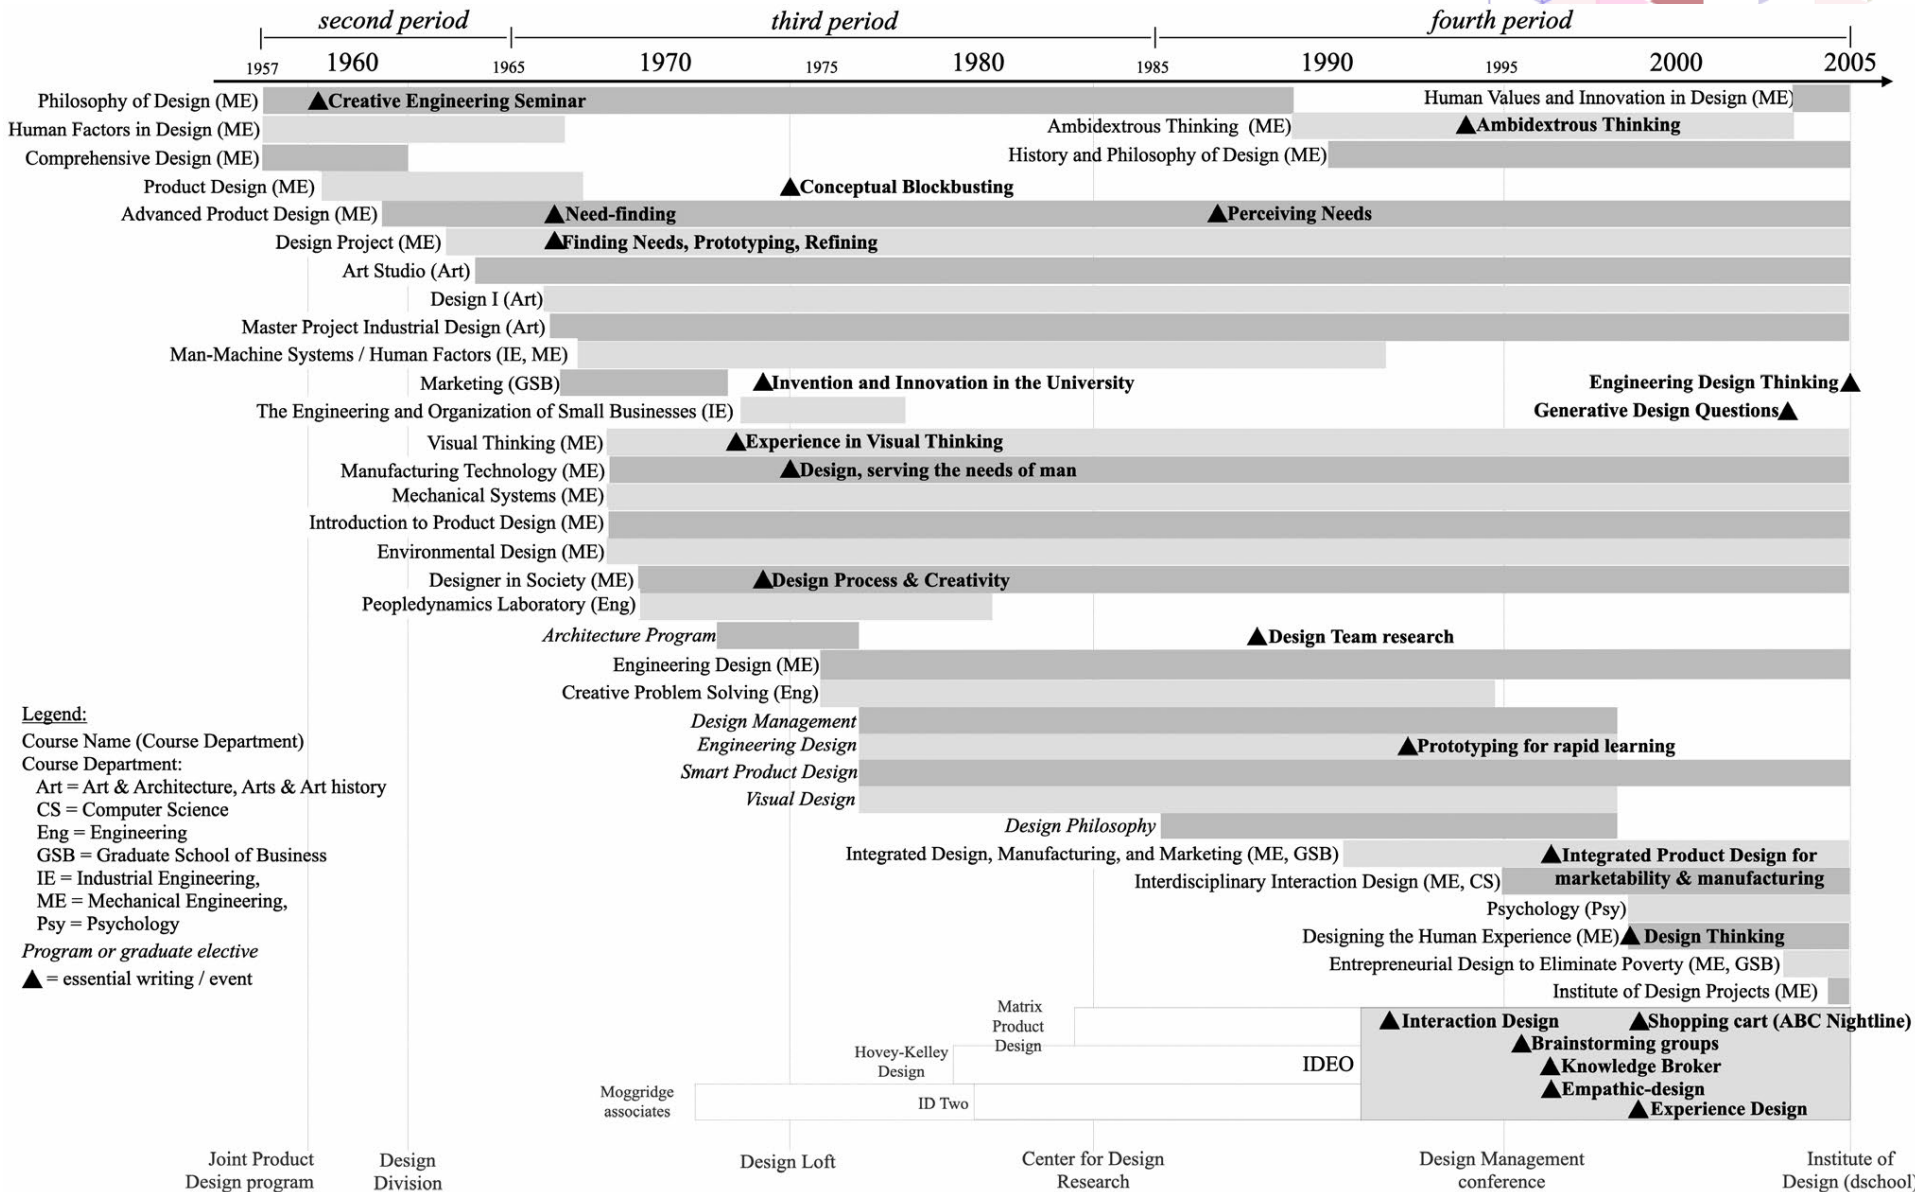 second period third period fourth period
1957 1960 1965 1970 1975 1980 1985 1990 1995 2000 2005
Philosophy of Design (ME) ▲Creative Engineering Seminar Human Values and Innovation in Design (ME)
Human Factors in Design (ME) Ambidextrous Thinking (ME) ▲Ambidextrous Thinking
Comprehensive Design (ME) History and Philosophy of Design (ME)
Product Design (ME) ▲Conceptual Blockbusting
Advanced Product Design (ME) ▲Need-finding ▲Perceiving Needs
Design Project (ME) ▲Finding Needs, Prototyping, Refining
Art Studio (Art)
Design I (Art)
Master Project Industrial Design (Art)
Man-Machine Systems / Human Factors (IE, ME)
Marketing (GSB) ▲Invention and Innovation in the University Engineering Design Thinking▲
The Engineering and Organization of Small Businesses (IE) Generative Design Questions▲
Visual Thinking (ME) ▲Experience in Visual Thinking
Manufacturing Technology (ME) ▲Design, serving the needs of man
Mechanical Systems (ME)
Introduction to Product Design (ME)
Environmental Design (ME)
Designer in Society (ME) ▲Design Process & Creativity
Peopledynamics Laboratory (Eng)
Architecture Program ▲Design Team research
Engineering Design (ME)
Creative Problem Solving (Eng)
Design Management
Engineering Design ▲Prototyping for rapid learning
Smart Product Design
Visual Design
Design Philosophy
Integrated Design, Manufacturing, and Marketing (ME, GSB) ▲Integrated Product Design for
Interdisciplinary Interaction Design (ME, CS) marketability & manufacturing
Psychology (Psy)
Designing the Human Experience (ME) ▲Design Thinking
Entrepreneurial Design to Eliminate Poverty (ME, GSB)
Institute of Design Projects (ME)
Legend:
Course Name (Course Department)
Course Department:
Art = Art & Architecture, Arts & Art history
CS = Computer Science
Eng = Engineering
GSB = Graduate School of Business
IE = Industrial Engineering,
ME = Mechanical Engineering,
Psy = Psychology
Program or graduate elective
▲ = essential writing / event
Matrix
Product
Design
Hovey-Kelley
Design
Moggridge
associates
ID Two
IDEO
▲Interaction Design ▲Shopping cart (ABC Nightline)
▲Brainstorming groups
▲Knowledge Broker
▲Empathic-design
▲Experience Design
Joint Product
Design program
Design
Division
Design Loft
Center for Design
Research
Design Management
conference
Institute of
Design (dschool)